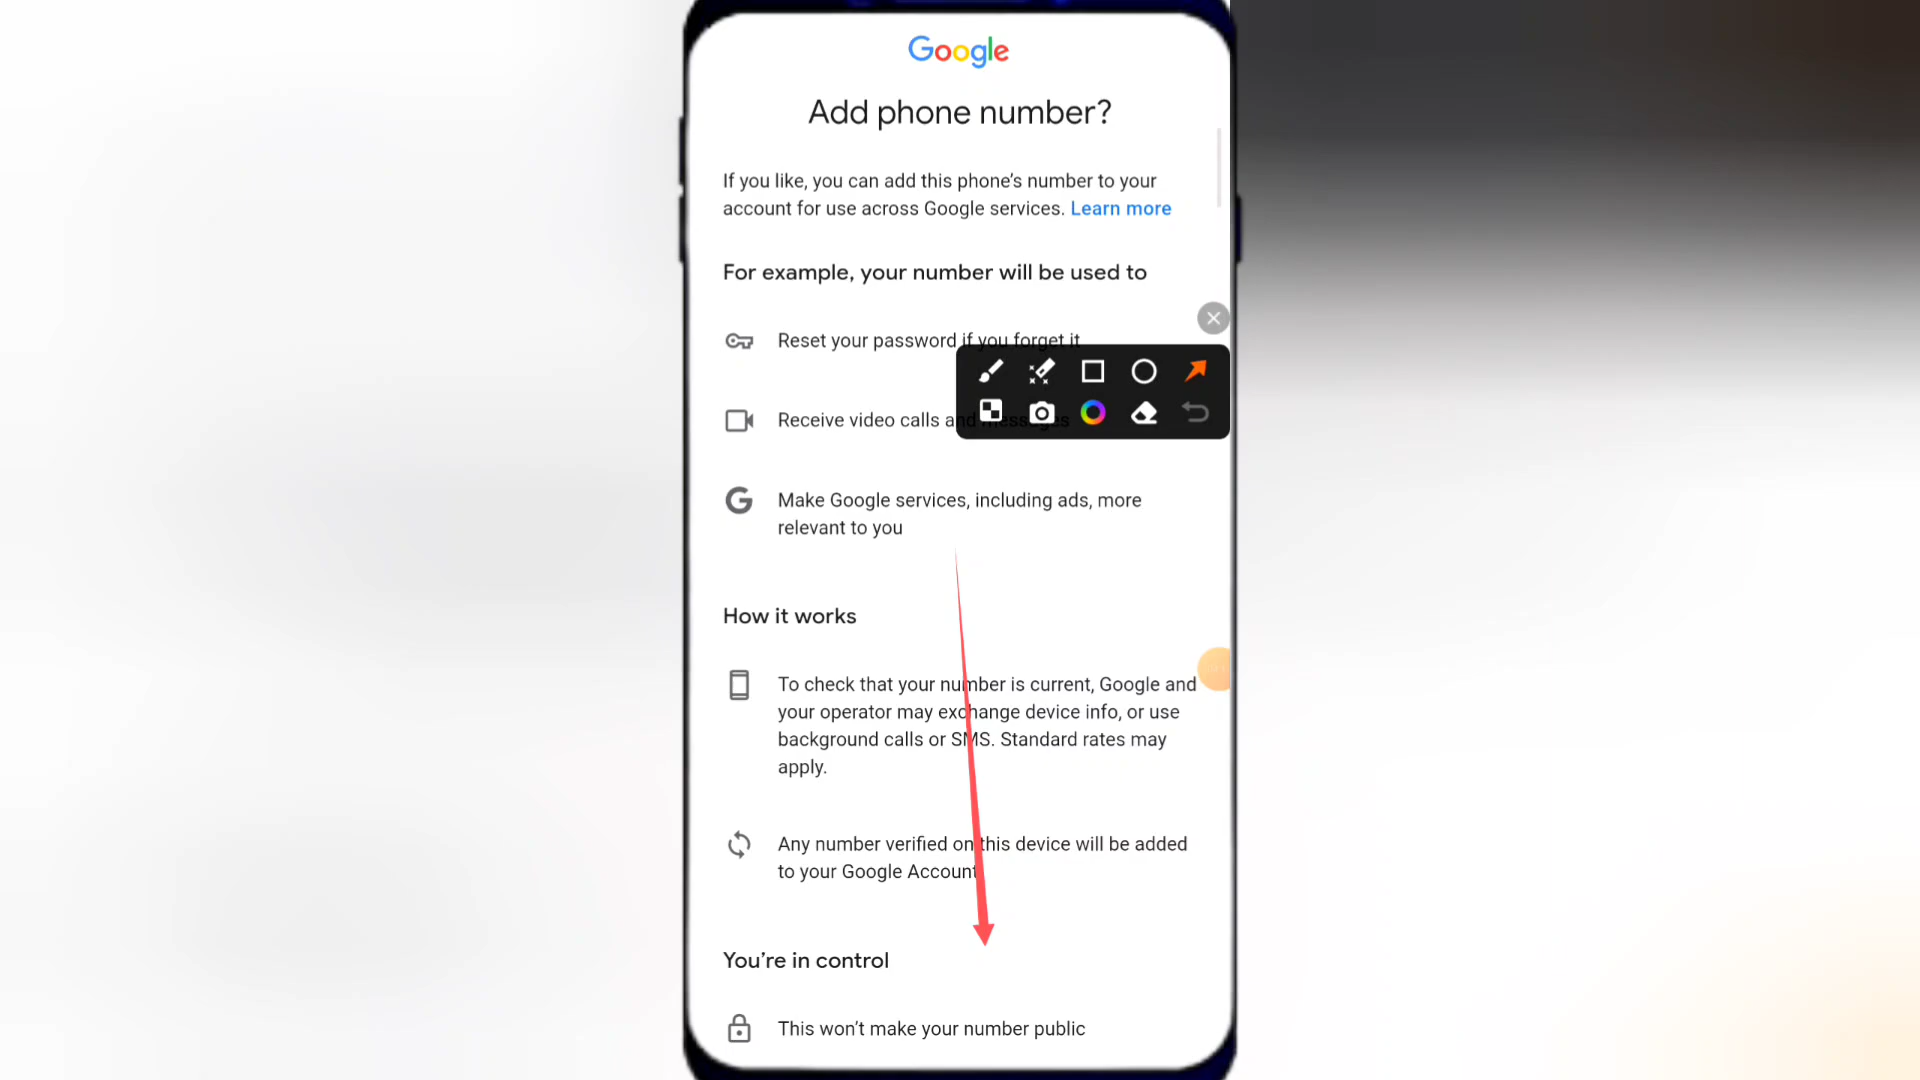 Google
Add phone number?
If you like, you can add this phone’s number to your
account for use across Google services. Learn more
For example, your number will be used to
Reset your password if you forget it
Receive video calls and messages
Make Google services, including ads, more
relevant to you
How it works
To check that your number is current, Google and
your operator may exchange device info, or use
background calls or SMS. Standard rates may
apply.
Any number verified on this device will be added
to your Google Account
You’re in control
This won’t make your number public